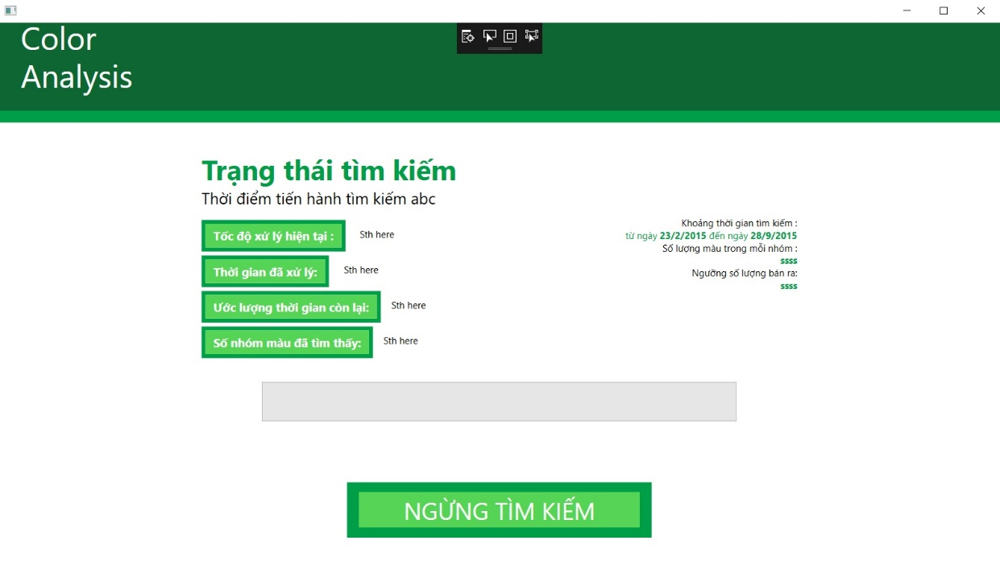 Color
Analysis
Trạng thái tìm kiếm
Thời điểm tiến hành tìm kiếm abc
Tốc độ xử lý hiện tại :
Sth here
Thời gian đã xử lý:
Sth here
Ước lượng thời gian còn lại:
Sth here
Số nhóm màu đã tìm thấy:
Sth here
Khoảng thời gian tìm kiếm :
từ ngày 23/2/2015 đến ngày 28/9/2015
Số lượng màu trong mỗi nhóm :
ssss
Ngưỡng số lượng bán ra:
ssss
NGỪNG TÌM KIẾM